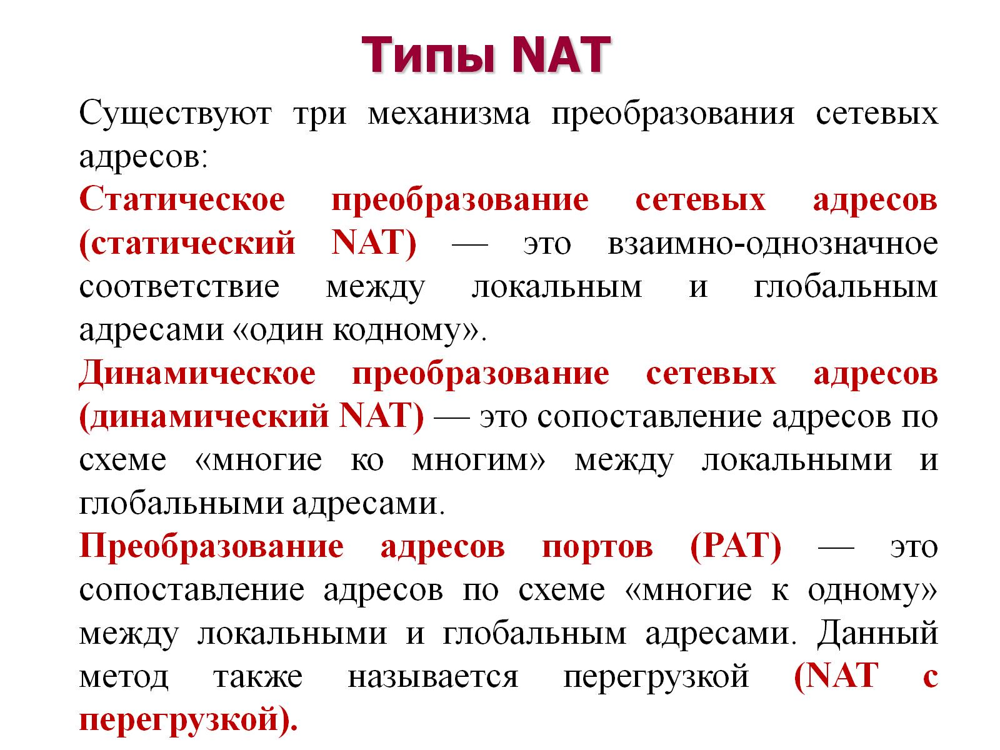 Типы NAT
Существуют три механизма преобразования сетевых
адресов:
Статическое преобразование сетевых адресов
(статический NAT) — это взаимно-однозначное
соответствие между локальным и глобальным
адресами «один кодному».
Динамическое преобразование сетевых адресов
(динамический NAT) — это сопоставление адресов по
схеме «многие ко многим» между локальными и
глобальными адресами.
Преобразование адресов портов (PAT) — это
сопоставление адресов по схеме «многие к одному»
между локальными и глобальным адресами. Данный
метод также называется перегрузкой (NAT с
перегрузкой).